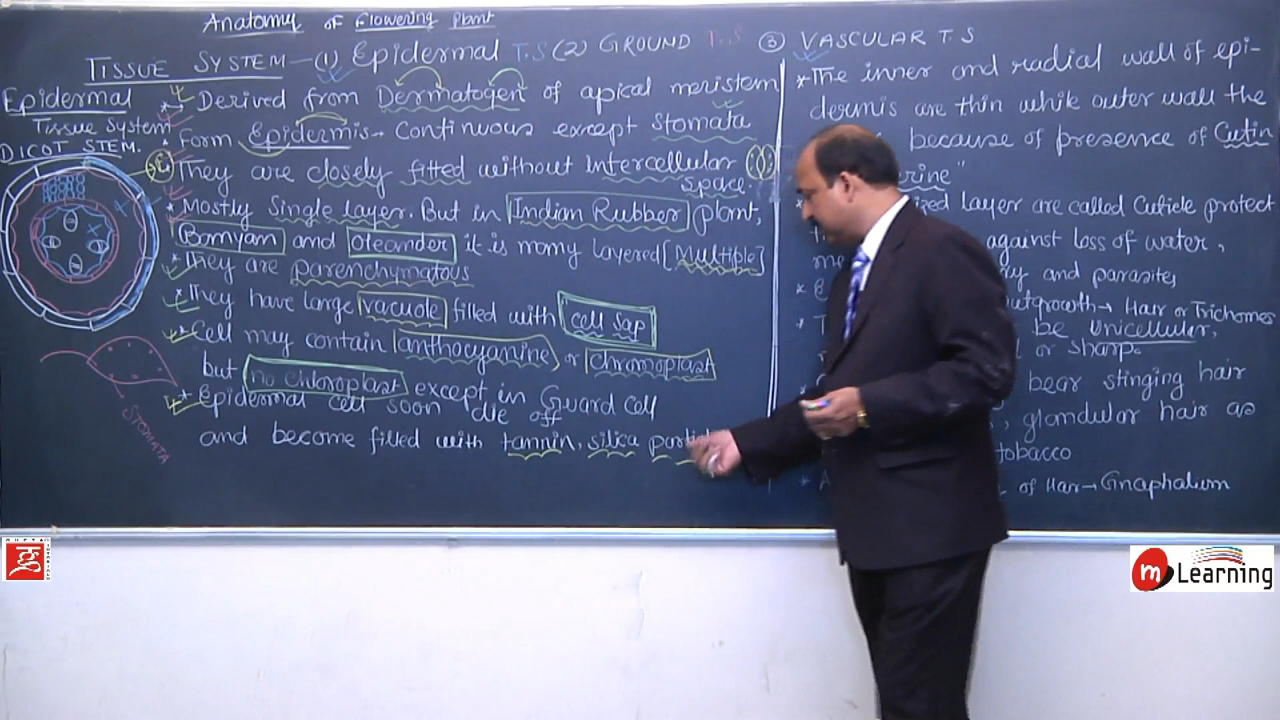 Anatomy of Flowering Plant
TISSUE SYSTEM - (1) Epidermal T.S (2) GROUND T.S ③ VASCULAR T.S
Epidermal
Tissue System
DICOT STEM.
* Derived from Dermatogen of apical meristem
* Form Epidermis - Continuous except Stomata
They are closely fitted without Intercellular
space.
* Mostly Single layer. But in Indian Rubber plant,
Bamyan and Oleander it is many layered [Multiple]
* They are parenchymatous
* They have large vacuole filled with cell sap
* Cell may contain anthocyanine or Chromoplast
but no chloroplast except in Guard Cell
* Epidermal cell soon die off
and become filled with tannin, silica
STOMATA
* The inner and radial wall of epi-
dermis are thin while outer wall the
because of presence of Cutin
layer are called Cuticle protect
against loss of water,
and parasites
outgrowth → Hair or Trichomes
be Unicellular,
or Sharp.
bear stinging hair
, glandular hair as
tobacco
of Hair → Gnaphalium
m Learning